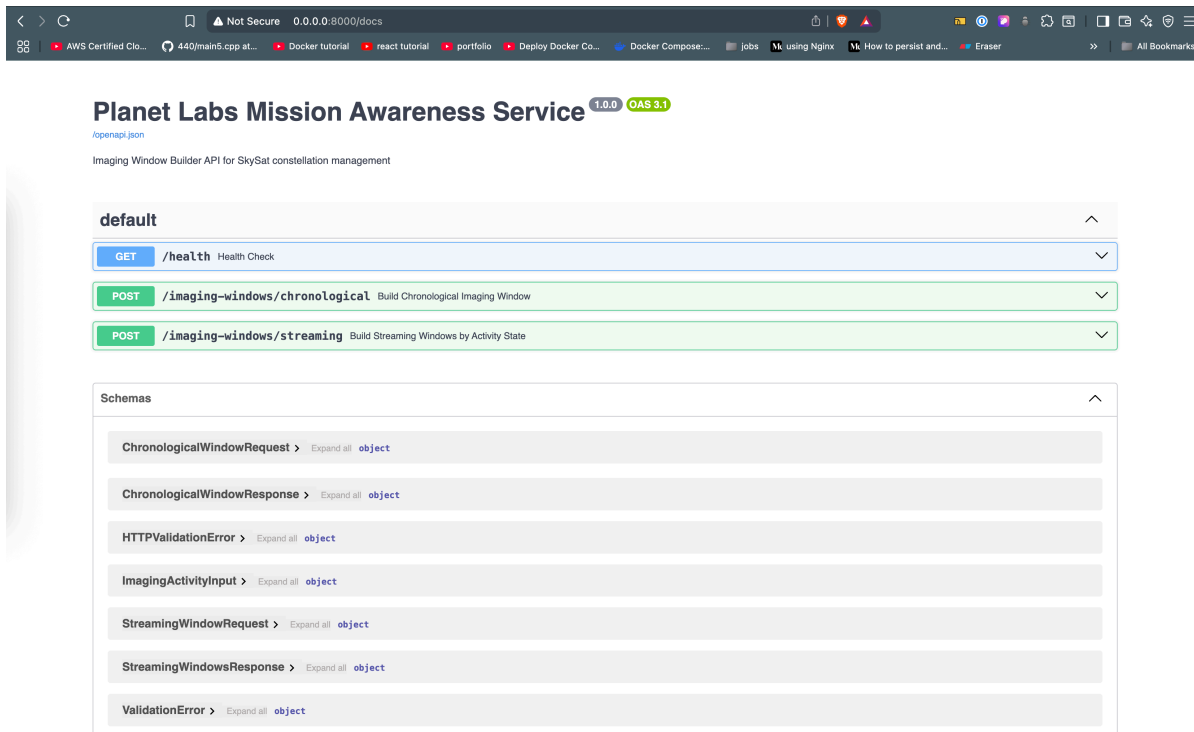 Not Secure 0.0.0.0:8000/docs
AWS Certified Clo... 440/main5.cpp at... Docker tutorial react tutorial portfolio Deploy Docker Co... Docker Compose:... jobs using Nginx How to persist and... Eraser » All Bookmarks
Planet Labs Mission Awareness Service 1.0.0 OAS 3.1
/openapi.json
Imaging Window Builder API for SkySat constellation management
default
GET /health Health Check
POST /imaging-windows/chronological Build Chronological Imaging Window
POST /imaging-windows/streaming Build Streaming Windows by Activity State
Schemas
ChronologicalWindowRequest Expand all object
ChronologicalWindowResponse Expand all object
HTTPValidationError Expand all object
ImagingActivityInput Expand all object
StreamingWindowRequest Expand all object
StreamingWindowsResponse Expand all object
ValidationError Expand all object